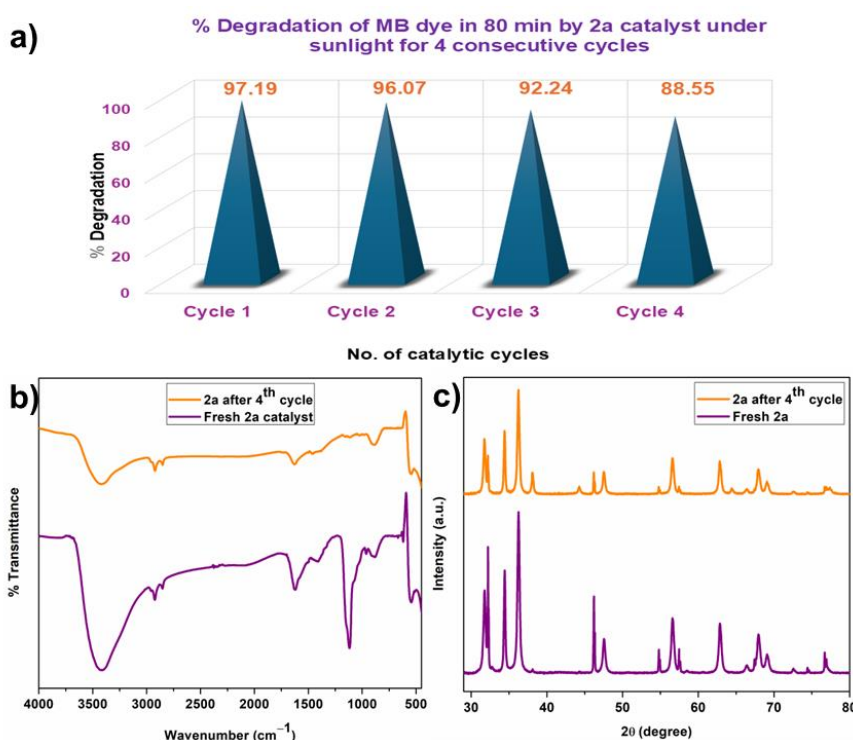 a)
% Degradation of MB dye in 80 min by 2a catalyst under
sunlight for 4 consecutive cycles
97.19 96.07 92.24 88.55
% Degradation
100
80
60
40
20
0
Cycle 1 Cycle 2 Cycle 3 Cycle 4
No. of catalytic cycles
b)
2a after 4th cycle
Fresh 2a catalyst
% Transmittance
4000 3500 3000 2500 2000 1500 1000 500
Wavenumber (cm⁻¹)
c)
2a after 4th cycle
Fresh 2a
Intensity (a.u.)
30 40 50 60 70 80
2θ (degree)